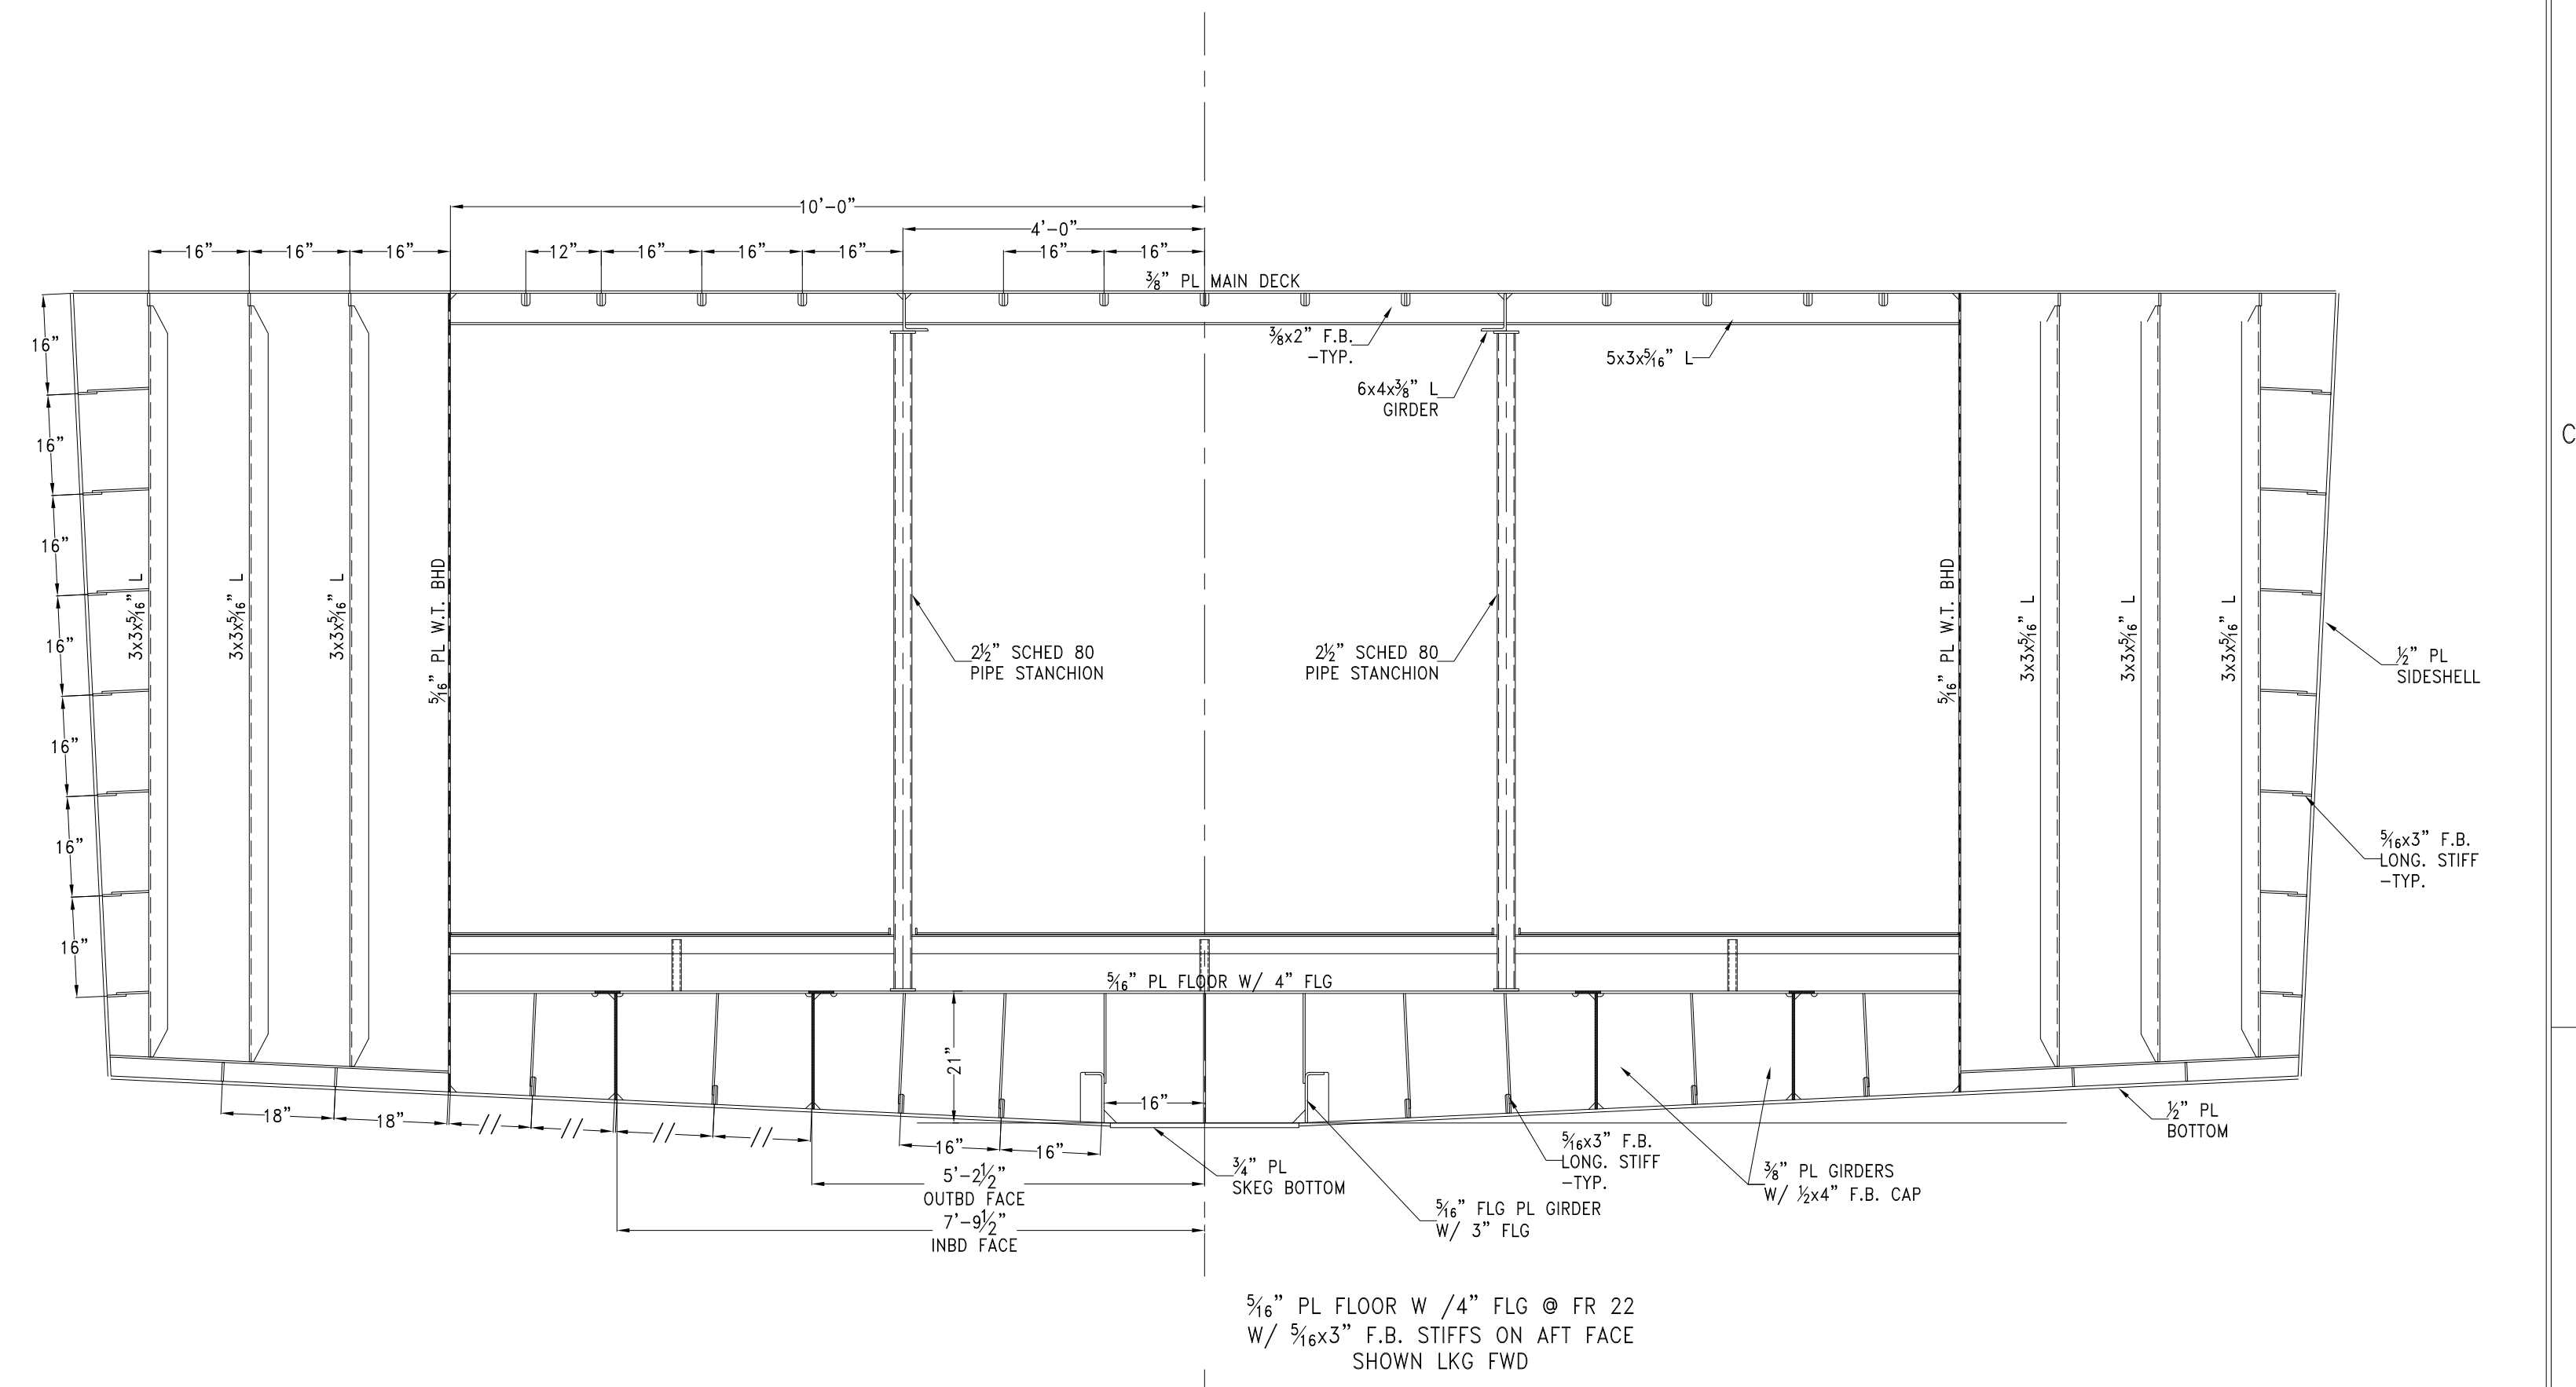 10'-0"
4'-0"
16" 16" 16" 12" 16" 16" 16" 16" 16"
3/8" PL MAIN DECK
3/8x2" F.B.
-TYP.
5x3x5/16" L
6x4x3/8" L
GIRDER
16"
16"
16"
16"
16"
16"
16"
3x3x5/16" L
3x3x5/16" L
3x3x5/16" L
5/16" PL W.T. BHD
2½" SCHED 80
PIPE STANCHION
2½" SCHED 80
PIPE STANCHION
5/16" PL W.T. BHD
3x3x5/16" L
3x3x5/16" L
3x3x5/16" L
½" PL
SIDESHELL
5/16x3" F.B.
LONG. STIFF
-TYP.
C
5/16" PL FLOOR W/ 4" FLG
21"
16"
18" 18" // // // //
16" 16"
5'-2½"
OUTBD FACE
7'-9½"
INBD FACE
¾" PL
SKEG BOTTOM
5/16" FLG PL GIRDER
W/ 3" FLG
5/16x3" F.B.
LONG. STIFF
-TYP.
3/8" PL GIRDERS
W/ ½x4" F.B. CAP
½" PL
BOTTOM
5/16" PL FLOOR W /4" FLG @ FR 22
W/ 5/16x3" F.B. STIFFS ON AFT FACE
SHOWN LKG FWD